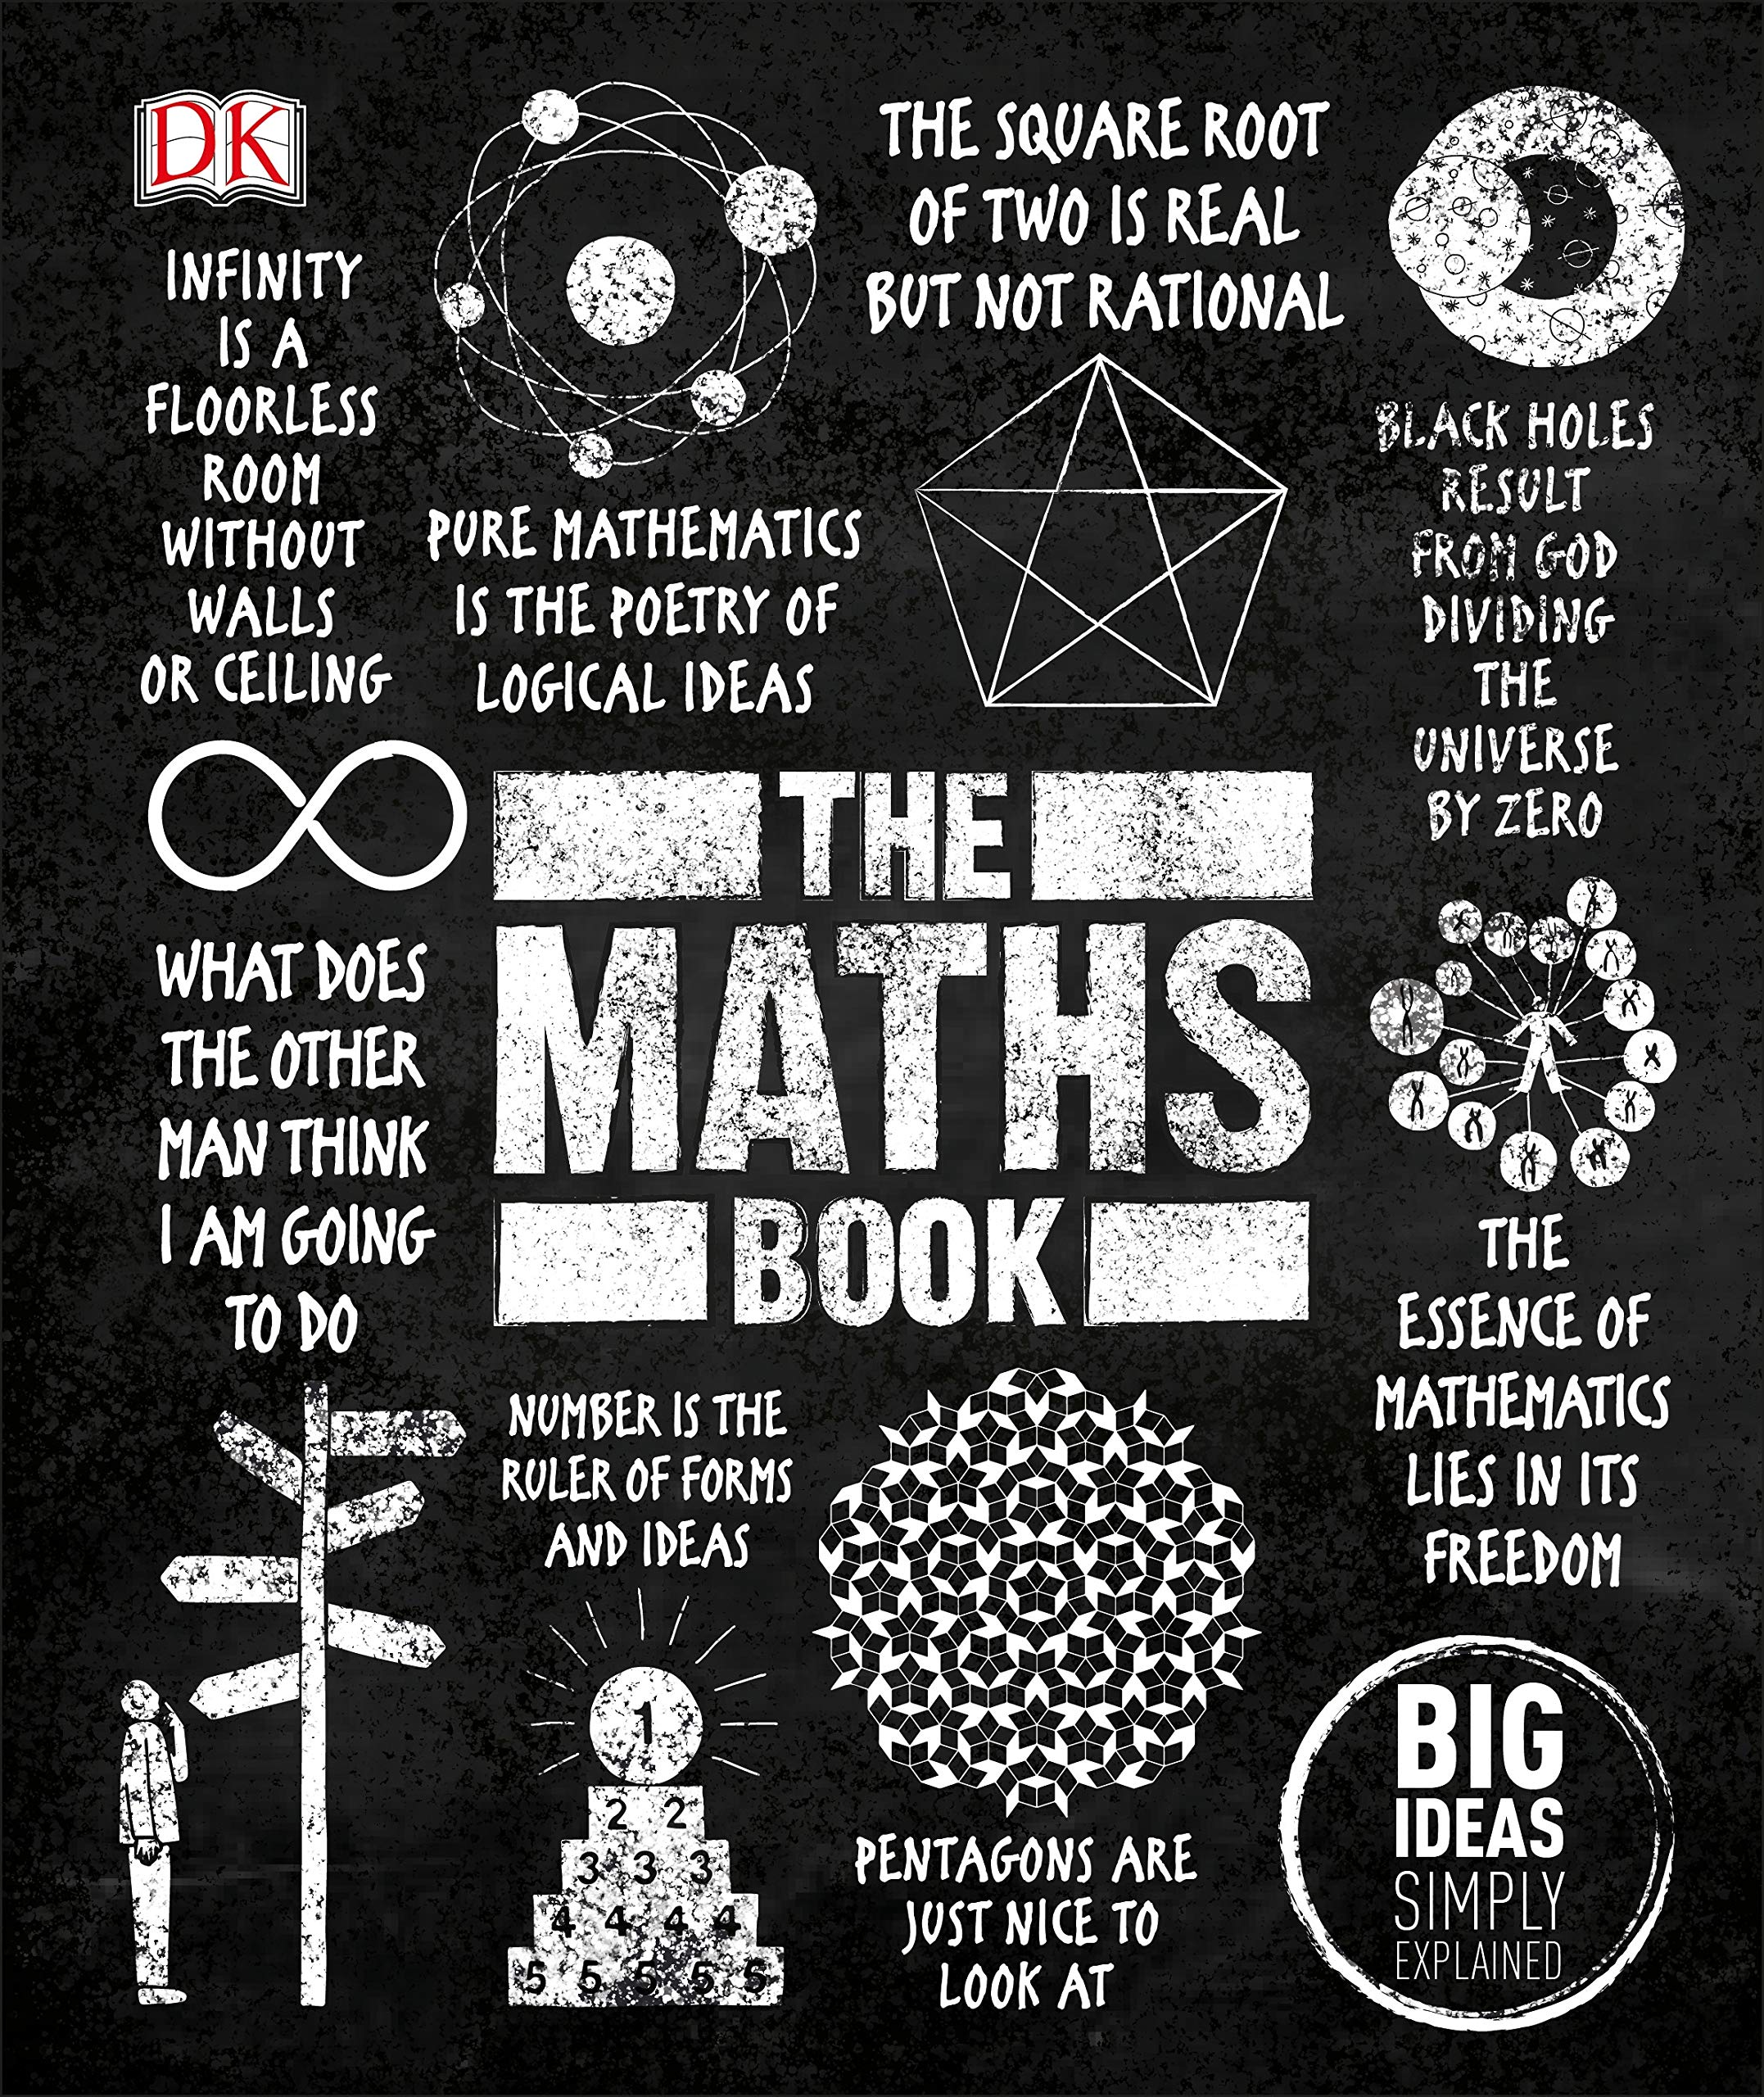 DK
INFINITY
IS A
FLOORLESS
ROOM
WITHOUT
WALLS
OR CEILING
PURE MATHEMATICS
IS THE POETRY OF
LOGICAL IDEAS
THE SQUARE ROOT
OF TWO IS REAL
BUT NOT RATIONAL
BLACK HOLES
RESULT
FROM GOD
DIVIDING
THE
UNIVERSE
BY ZERO
THE
MATHS
BOOK
WHAT DOES
THE OTHER
MAN THINK
I AM GOING
TO DO
NUMBER IS THE
RULER OF FORMS
AND IDEAS
1
2 2
3 3 3
4 4 4 4
5 5 5 5 5
PENTAGONS ARE
JUST NICE TO
LOOK AT
THE
ESSENCE OF
MATHEMATICS
LIES IN ITS
FREEDOM
BIG
IDEAS
SIMPLY
EXPLAINED